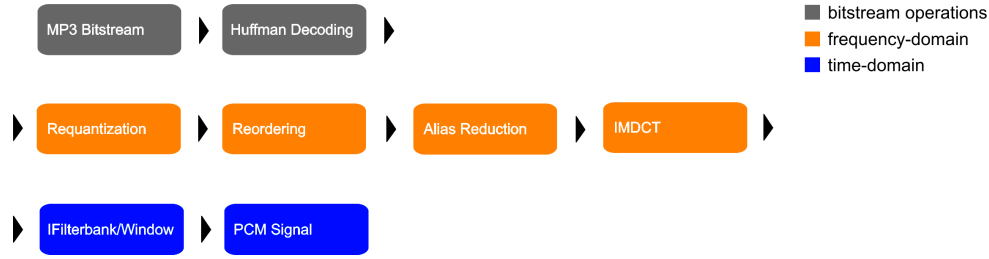 MP3 Bitstream
Huffman Decoding
bitstream operations
frequency-domain
time-domain
Requantization
Reordering
Alias Reduction
IMDCT
IFilterbank/Window
PCM Signal